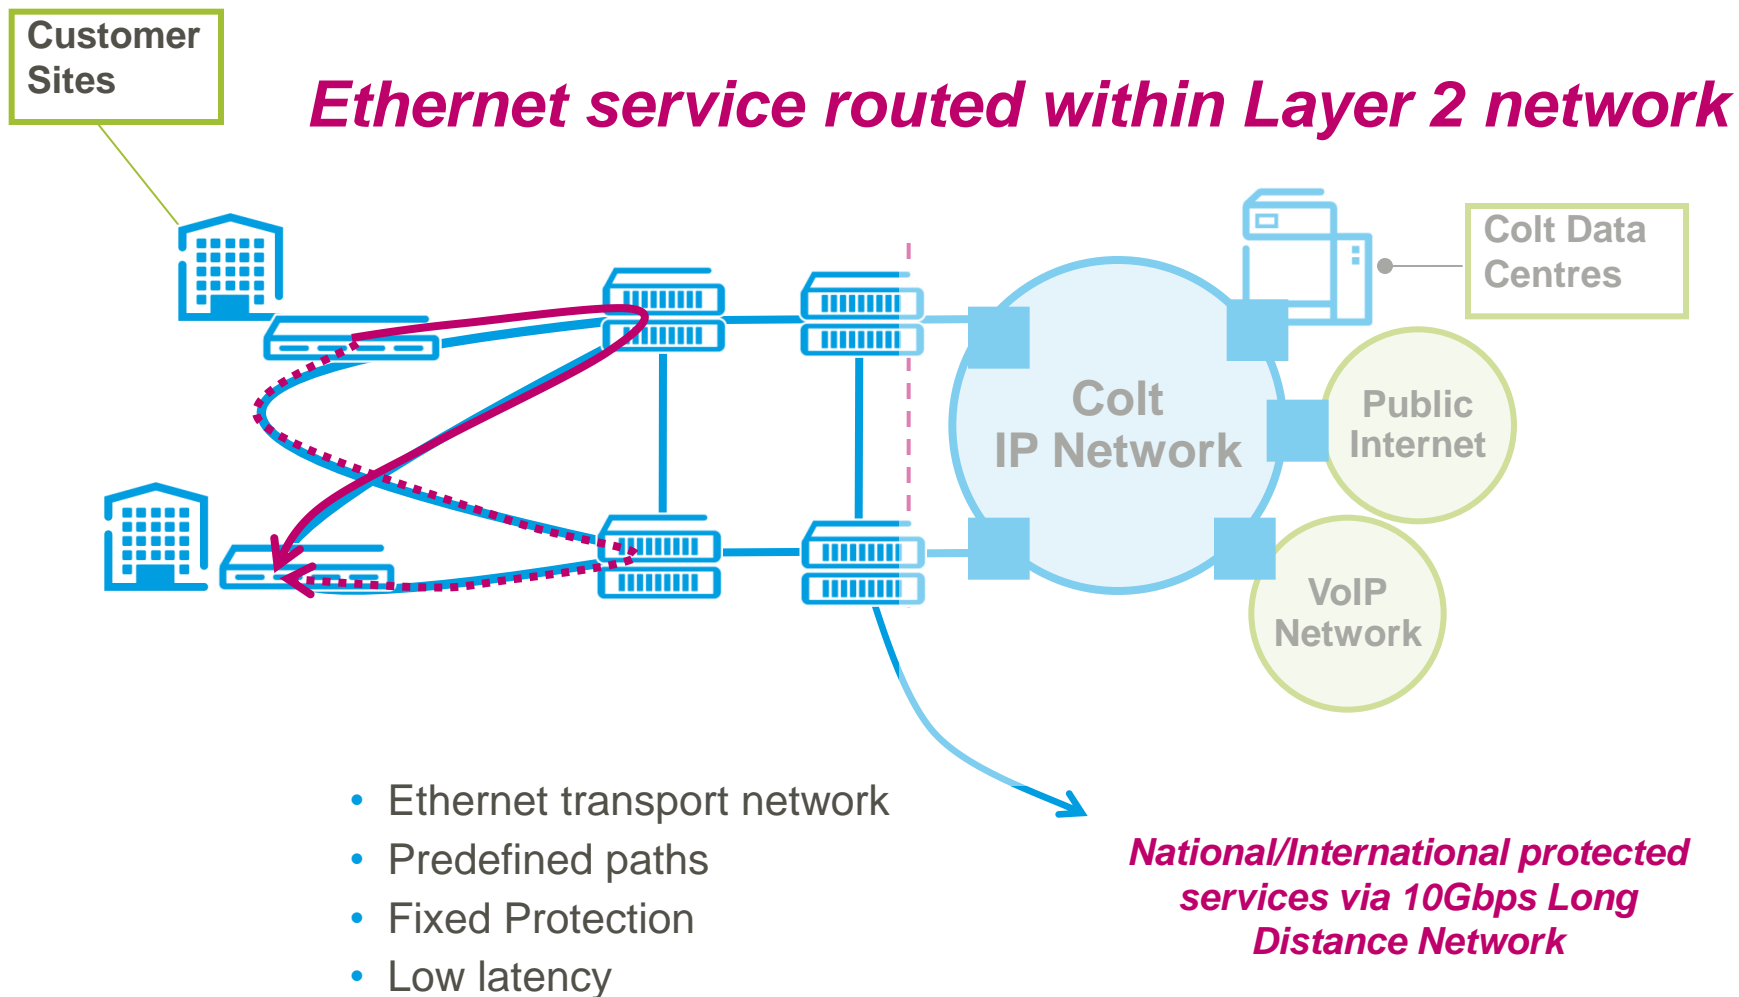 Customer
Sites
Ethernet service routed within Layer 2 network
Colt Data
Centres
Colt
IP Network
Public
Internet
VoIP
Network
• Ethernet transport network
• Predefined paths
• Fixed Protection
• Low latency
National/International protected
services via 10Gbps Long
Distance Network